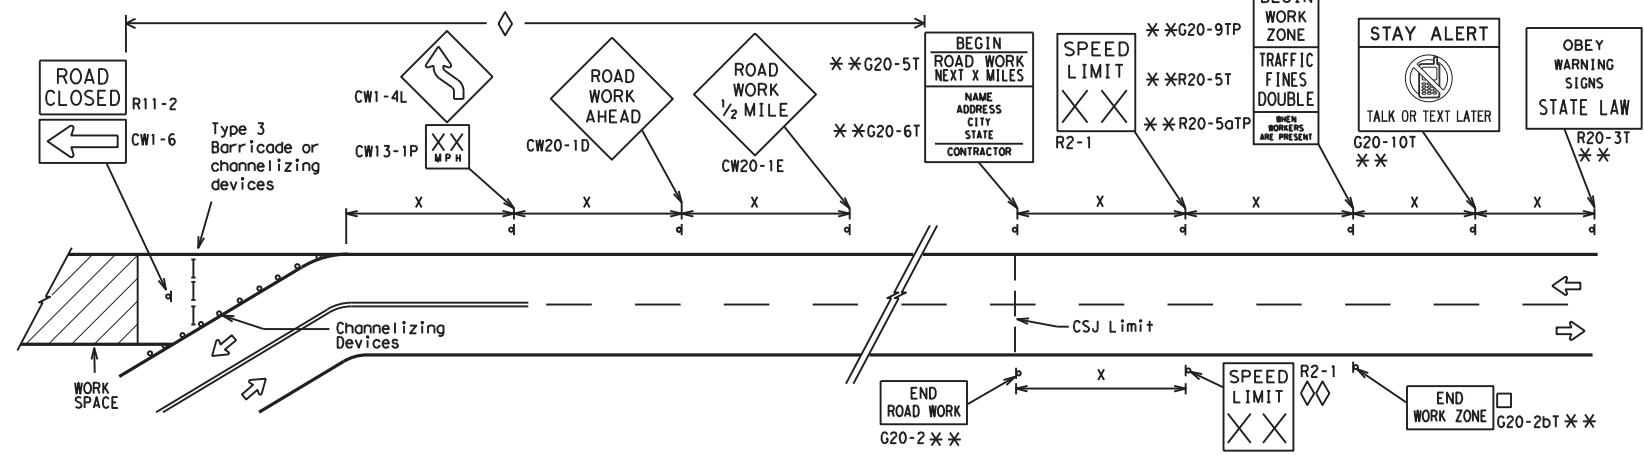 ROAD
CLOSED
R11-2
CW1-6
Type 3
Barricade or
channelizing
devices
CW1-4L
XX
MPH
CW13-1P
ROAD
WORK
AHEAD
CW20-1D
ROAD
WORK
1/2 MILE
CW20-1E
**G20-5T
**G20-6T
BEGIN
ROAD WORK
NEXT X MILES
NAME
ADDRESS
CITY
STATE
CONTRACTOR
SPEED
LIMIT
XX
R2-1
**G20-9TP
**R20-5T
**R20-5aTP
BEGIN
WORK
ZONE
TRAFFIC
FINES
DOUBLE
WHEN
WORKERS
ARE PRESENT
STAY ALERT
TALK OR TEXT LATER
G20-10T
**
OBEY
WARNING
SIGNS
STATE LAW
R20-3T
**
X
X
X
X
X
X
X
Channelizing
Devices
CSJ Limit
WORK
SPACE
END
ROAD WORK
G20-2**
X
SPEED
LIMIT
XX
R2-1
END
WORK ZONE
G20-2bT **